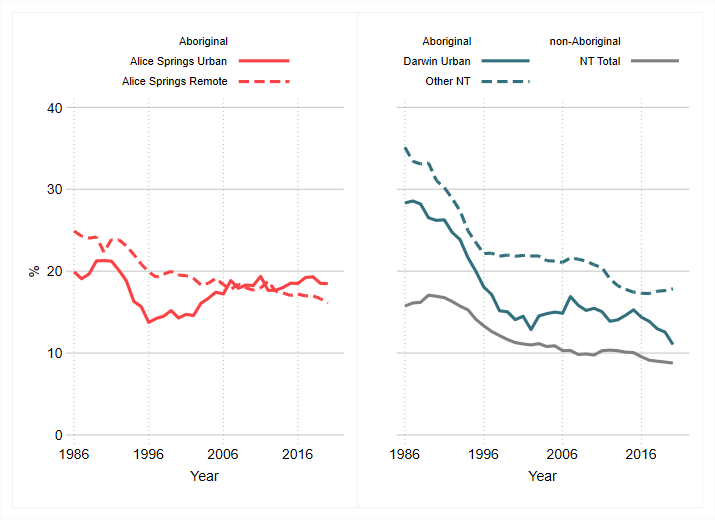 Aboriginal
Alice Springs Urban
Alice Springs Remote
Aboriginal non-Aboriginal
Darwin Urban NT Total
Other NT
40
30
20
10
0
%
1986 1996 2006 2016
Year
1986 1996 2006 2016
Year